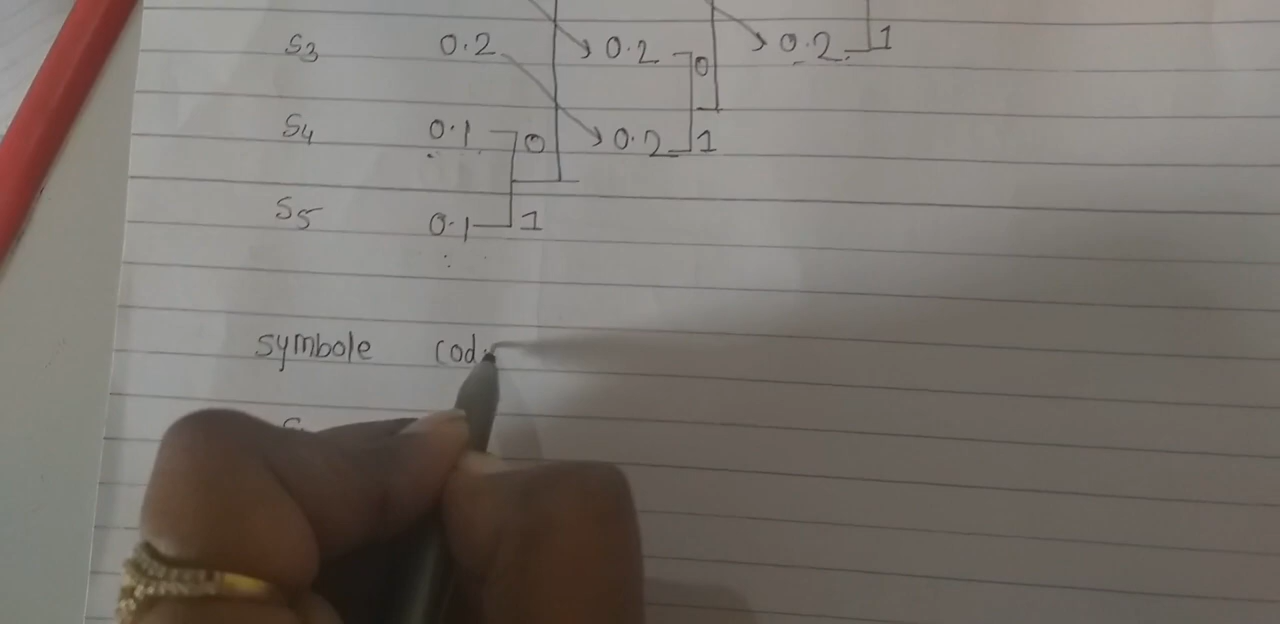 S3 0.2 0.2 0 0.2 1
S4 0.1 0 0.2 1
S5 0.1 1
symbole cod